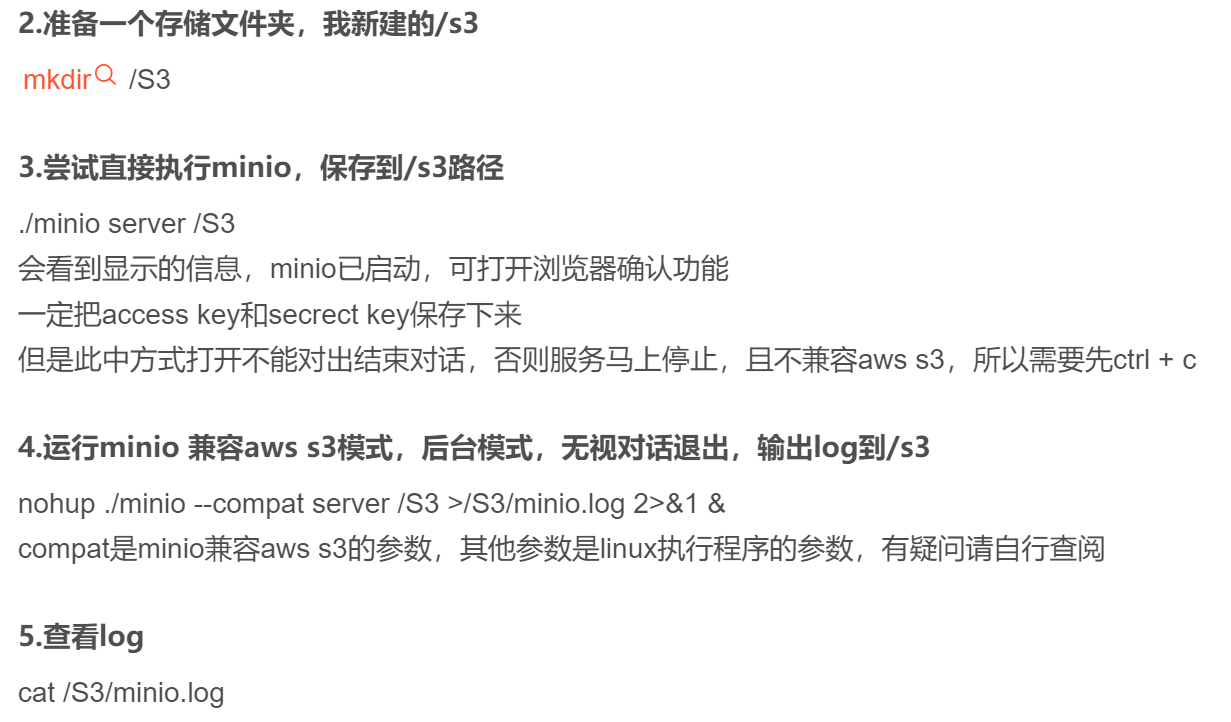 2.准备一个存储文件夹，我新建的/s3
mkdir /S3
3.尝试直接执行minio，保存到/s3路径
./minio server /S3
会看到显示的信息，minio已启动，可打开浏览器确认功能
一定把access key和secrect key保存下来
但是此中方式打开不能对出结束对话，否则服务马上停止，且不兼容aws s3，所以需要先ctrl + c
4.运行minio 兼容aws s3模式，后台模式，无视对话退出，输出log到/s3
nohup ./minio --compat server /S3 >/S3/minio.log 2>&1 &
compat是minio兼容aws s3的参数，其他参数是linux执行程序的参数，有疑问请自行查阅
5.查看log
cat /S3/minio.log